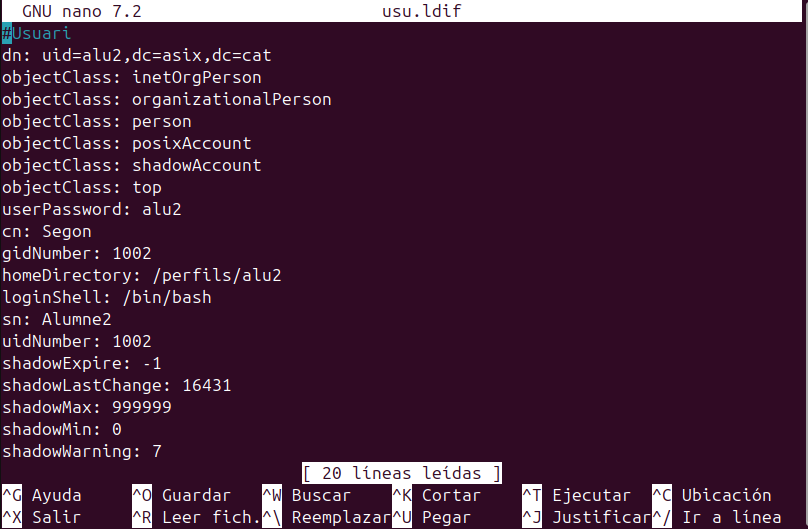 GNU nano 7.2 usu.ldif
#Usuari
dn: uid=alu2,dc=asix,dc=cat
objectClass: inetOrgPerson
objectClass: organizationalPerson
objectClass: person
objectClass: posixAccount
objectClass: shadowAccount
objectClass: top
userPassword: alu2
cn: Segon
gidNumber: 1002
homeDirectory: /perfils/alu2
loginShell: /bin/bash
sn: Alumne2
uidNumber: 1002
shadowExpire: -1
shadowLastChange: 16431
shadowMax: 999999
shadowMin: 0
shadowWarning: 7
[ 20 líneas leídas ]
^G Ayuda ^O Guardar ^W Buscar ^K Cortar ^T Ejecutar ^C Ubicación
^X Salir ^R Leer fich.^\ Reemplazar^U Pegar ^J Justificar^/ Ir a línea